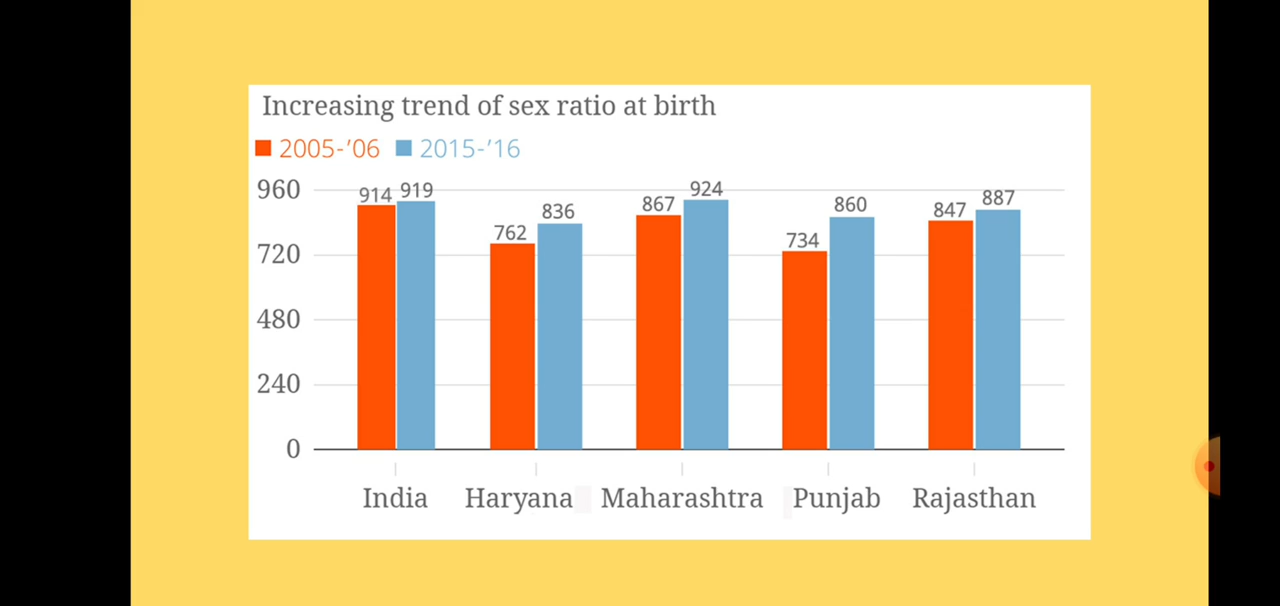 Increasing trend of sex ratio at birth
2005-’06 2015-’16
960
914 919 762 836 867 924 734 860 847 887
720
480
240
0
India Haryana Maharashtra Punjab Rajasthan